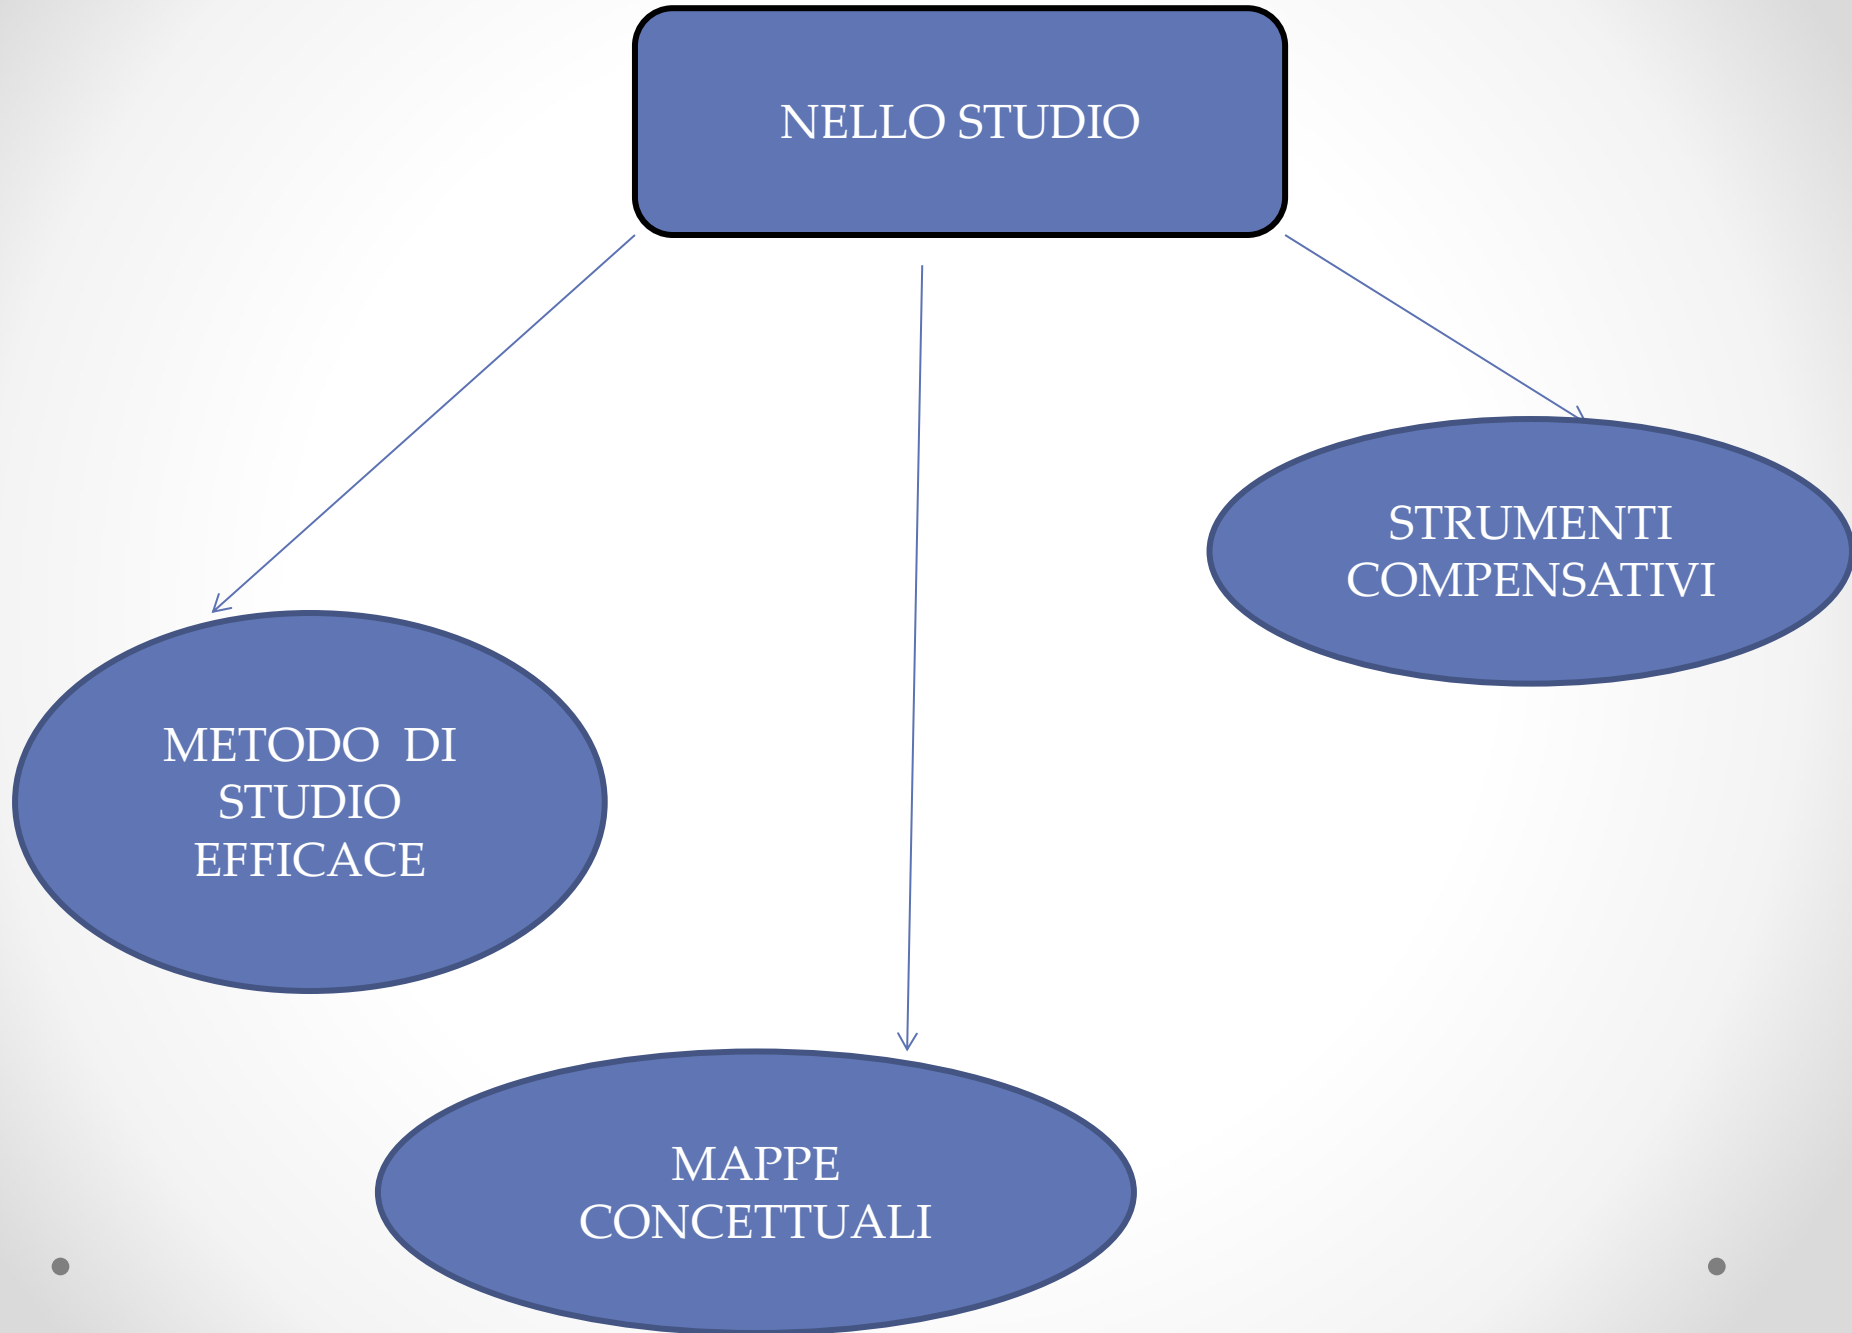 NELLO STUDIO
STRUMENTI
COMPENSATIVI
METODO  DI
STUDIO
EFFICACE
MAPPE
CONCETTUALI